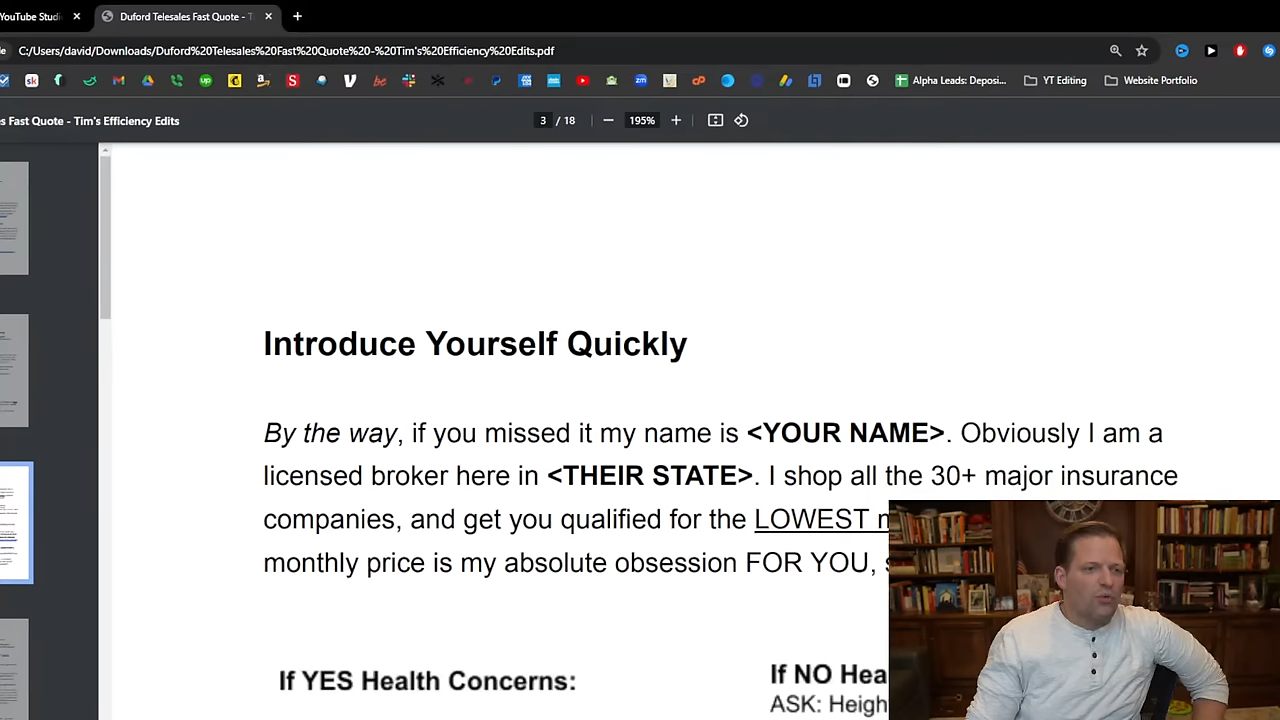 YouTube Studi
Duford Telesales Fast Quote - T
C:/Users/david/Downloads/Duford%20Telesales%20Fast%20Quote%20-%20Tim's%20Efficiency%20Edits.pdf
Alpha Leads: Deposi...
YT Editing
Website Portfolio
s Fast Quote - Tim's Efficiency Edits
3 / 18
195%
Introduce Yourself Quickly
By the way, if you missed it my name is <YOUR NAME>. Obviously I am a
licensed broker here in <THEIR STATE>. I shop all the 30+ major insurance
companies, and get you qualified for the LOWEST
monthly price is my absolute obsession FOR YOU,
If YES Health Concerns:
If NO Hea
ASK: Heigh